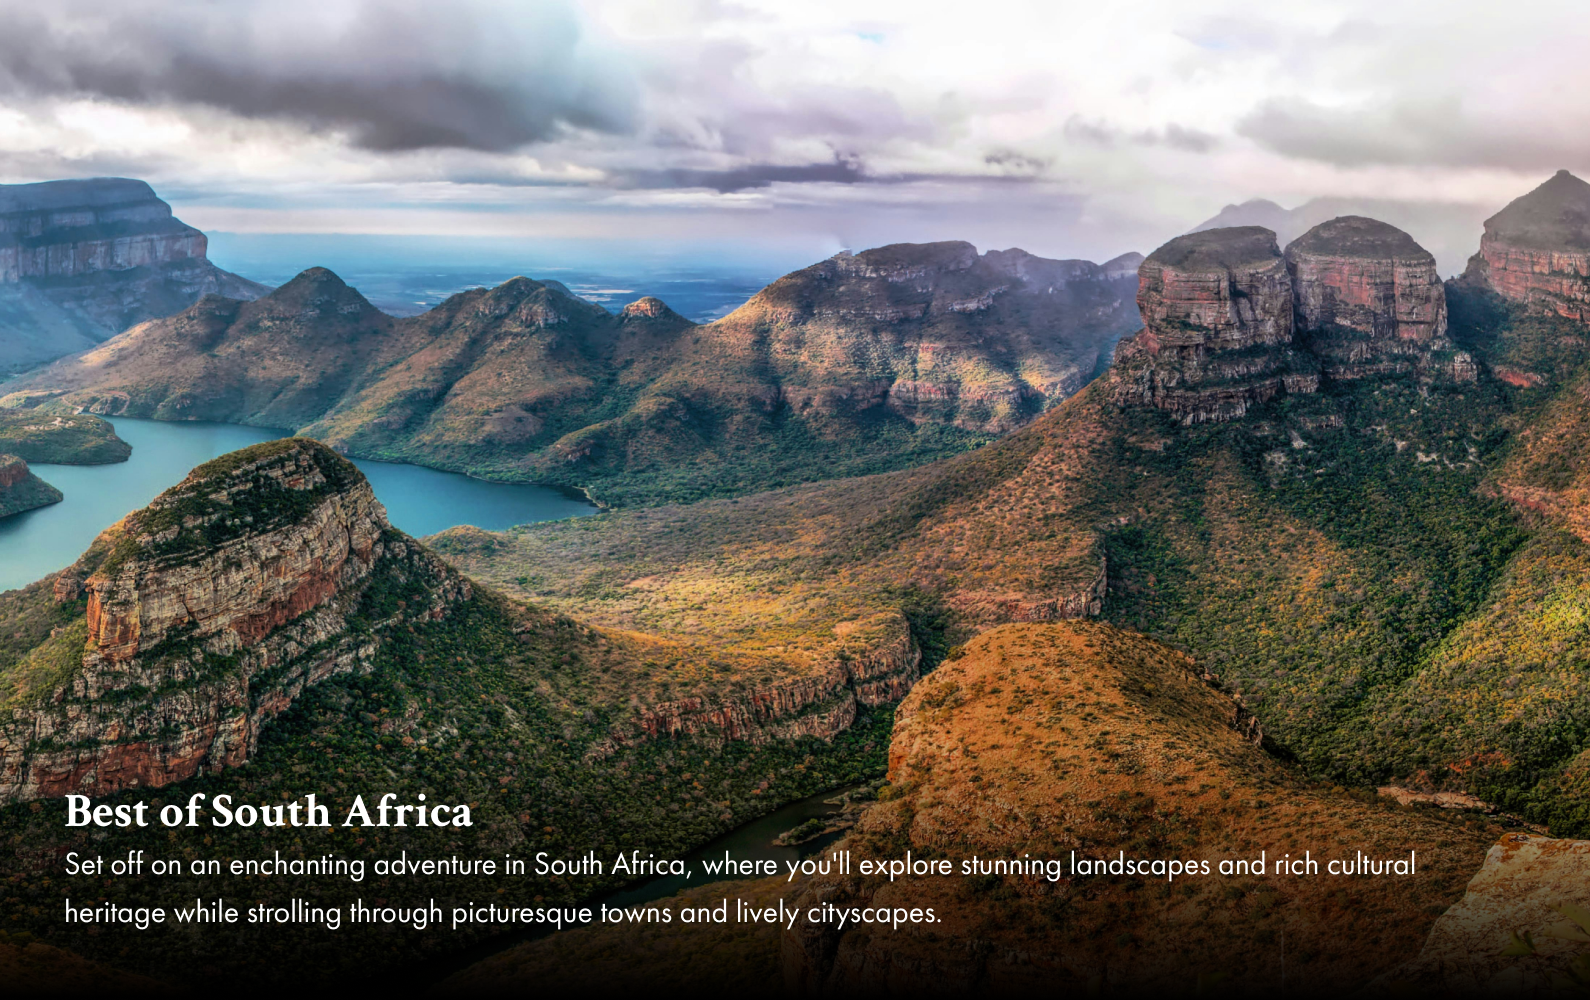 Best of South Africa
Set off on an enchanting adventure in South Africa, where you'll explore stunning landscapes and rich cultural
heritage while strolling through picturesque towns and lively cityscapes.